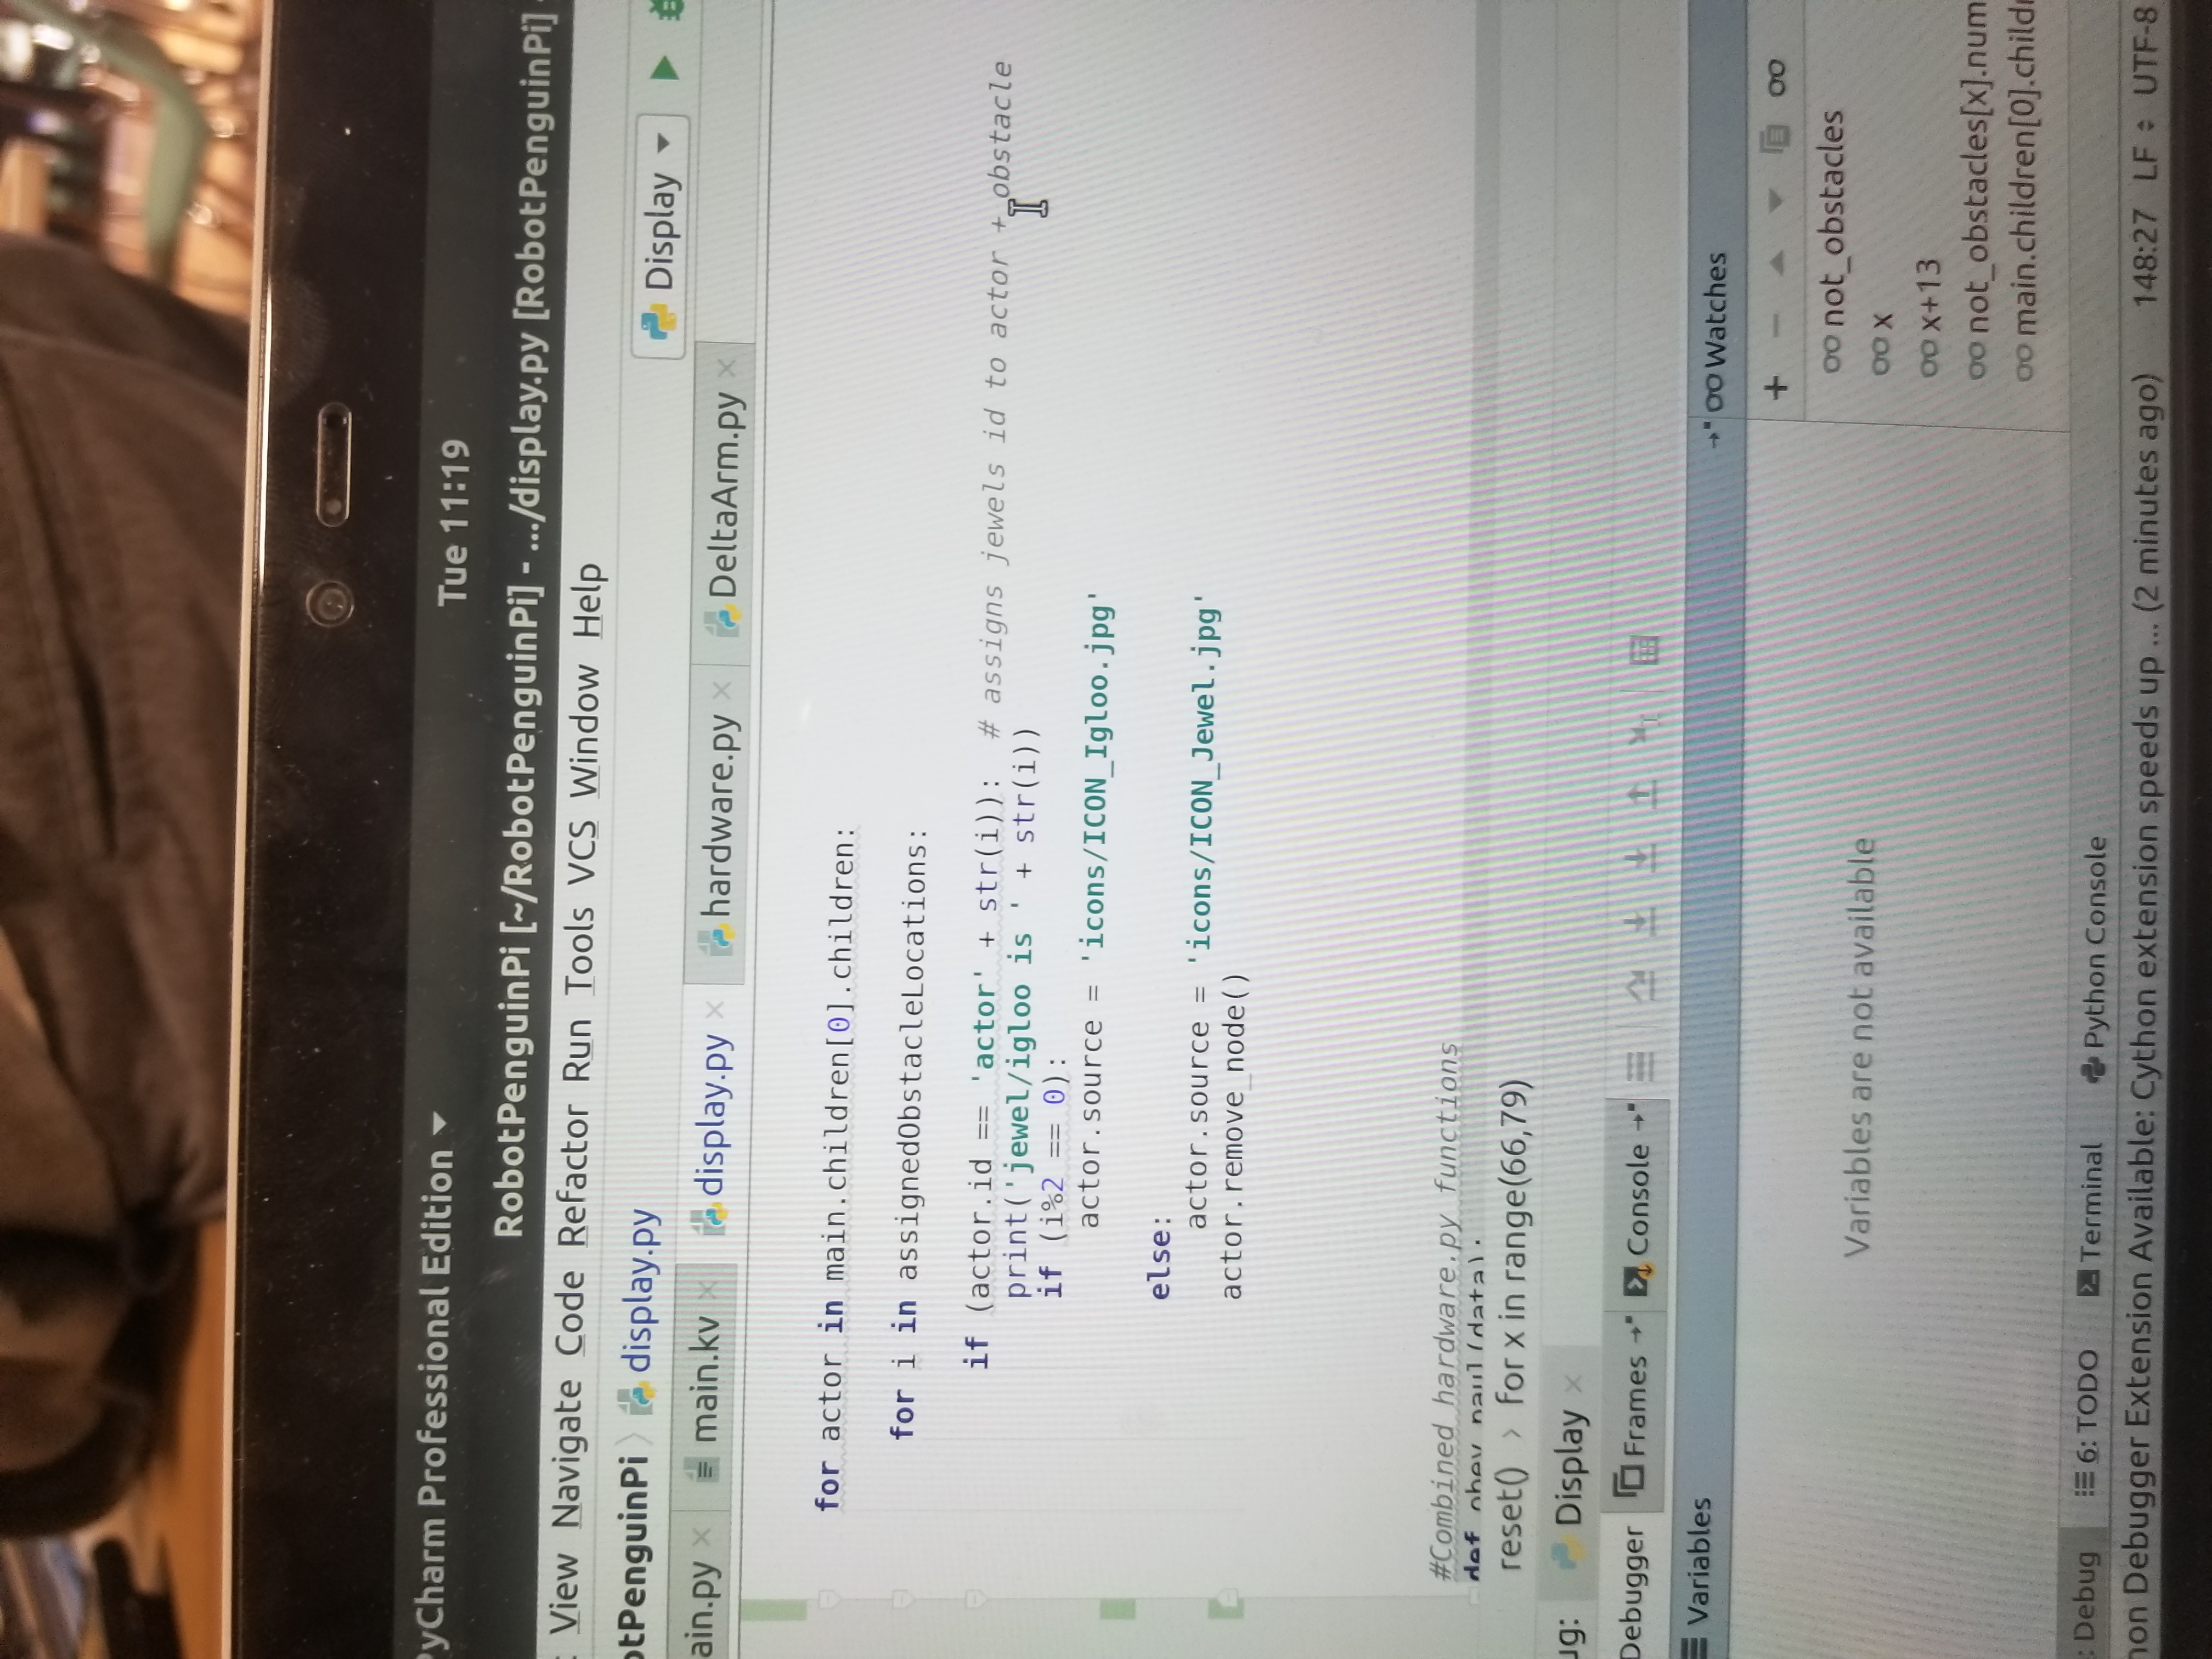 PyCharm Professional Edition
Tue 11:19
RobotPenguinPi [~/RobotPenguinPi] - .../display.py [RobotPenguinPi]
View Navigate Code Refactor Run Tools VCS Window Help
otPenguinPi display.py
Display
ain.py main.kv display.py hardware.py DeltaArm.py
for actor in main.children[0].children:
for i in assignedObstacleLocations:
if (actor.id == 'actor' + str(i)): # assigns jewels id to actor + obstacle
print('jewel/igloo is ' + str(i))
if (i%2 == 0):
actor.source = 'icons/ICON_Igloo.jpg'
else:
actor.source = 'icons/ICON_Jewel.jpg'
actor.remove_node()
#Combined hardware.py functions
def obey_paul(data):
reset() › for x in range(66,79)
ug: Display
Debugger Frames Console
Variables
Watches
Variables are not available
not_obstacles
x
x+13
not_obstacles[x].num
main.children[0].childr
: Debug 6: TODO Terminal Python Console
hon Debugger Extension Available: Cython extension speeds up ... (2 minutes ago) 148:27 LF UTF-8